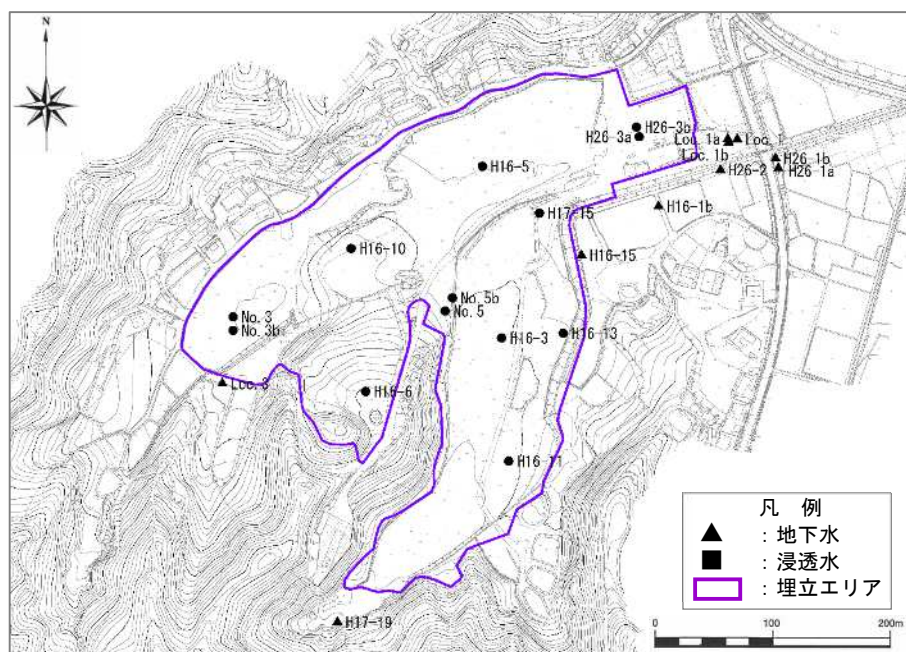 N
H26-3b
H26-3a
Loc. 1a
Loc. 1
Loc. 1b
H26-1b
H26-2
H26-1a
H16-5
H16-1b
H17-15
H16-10
H16-15
No. 5b
No. 5
No. 3
No. 3b
H16-3
H16-13
Loc. 3
H16-6
H16-11
H17-19
凡 例
：地下水
：浸透水
：埋立エリア
0 100 200m